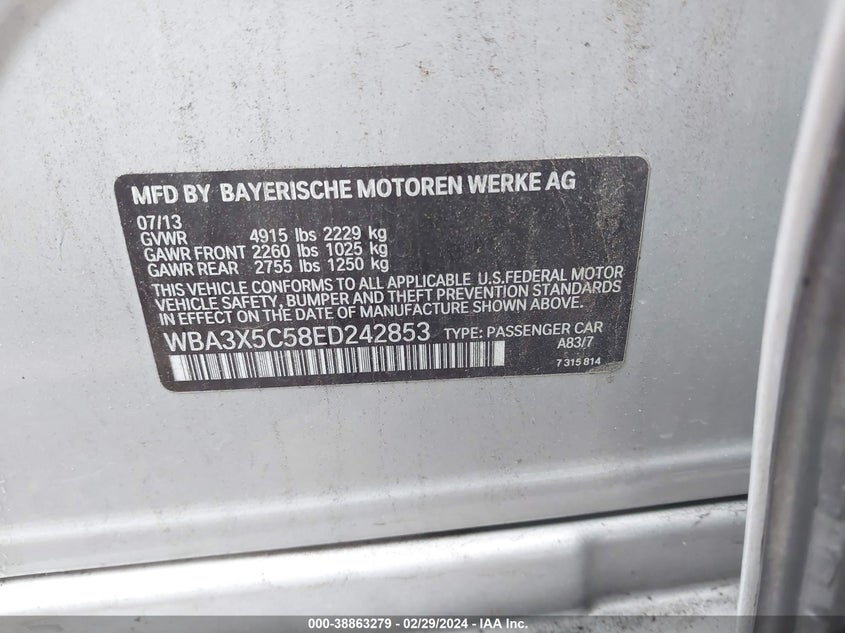 MFD BY BAYERISCHE MOTOREN WERKE AG
07/13
GVWR 4915 lbs 2229 kg
GAWR FRONT 2260 lbs 1025 kg
GAWR REAR 2755 lbs 1250 kg
THIS VEHICLE CONFORMS TO ALL APPLICABLE U.S.FEDERAL MOTOR
VEHICLE SAFETY, BUMPER AND THEFT PREVENTION STANDARDS
IN EFFECT ON THE DATE OF MANUFACTURE SHOWN ABOVE.
WBA3X5C58ED242853 TYPE: PASSENGER CAR
A83/7
7 315 814
000-38863279 - 02/29/2024 - IAA Inc.